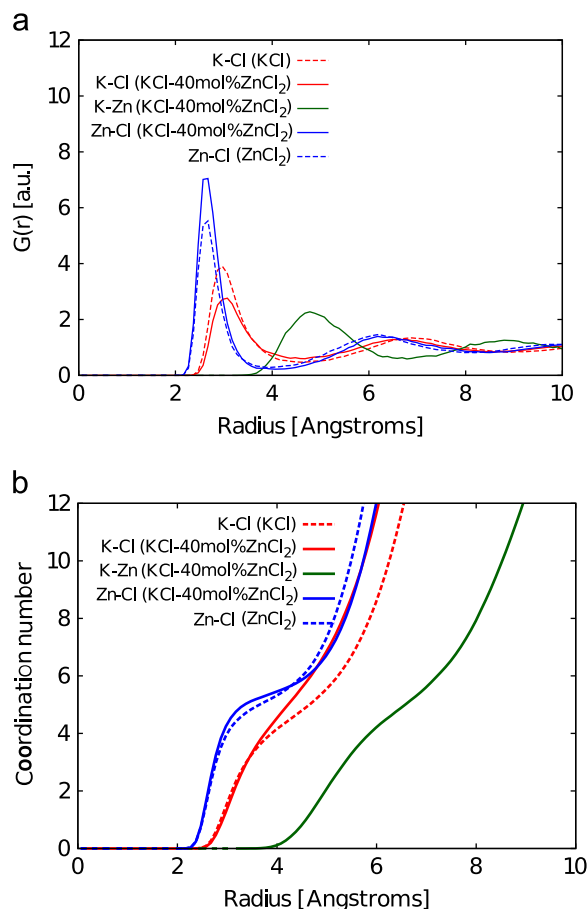 a
12
10
8
6
4
2
0
G(r) [a.u.]
K-Cl (KCl)
K-Cl (KCl-40mol%ZnCl2)
K-Zn (KCl-40mol%ZnCl2)
Zn-Cl (KCl-40mol%ZnCl2)
Zn-Cl (ZnCl2)
0 2 4 6 8 10
Radius [Angstroms]
b
12
10
8
6
4
2
0
Coordination number
K-Cl (KCl)
K-Cl (KCl-40mol%ZnCl2)
K-Zn (KCl-40mol%ZnCl2)
Zn-Cl (KCl-40mol%ZnCl2)
Zn-Cl (ZnCl2)
0 2 4 6 8 10
Radius [Angstroms]